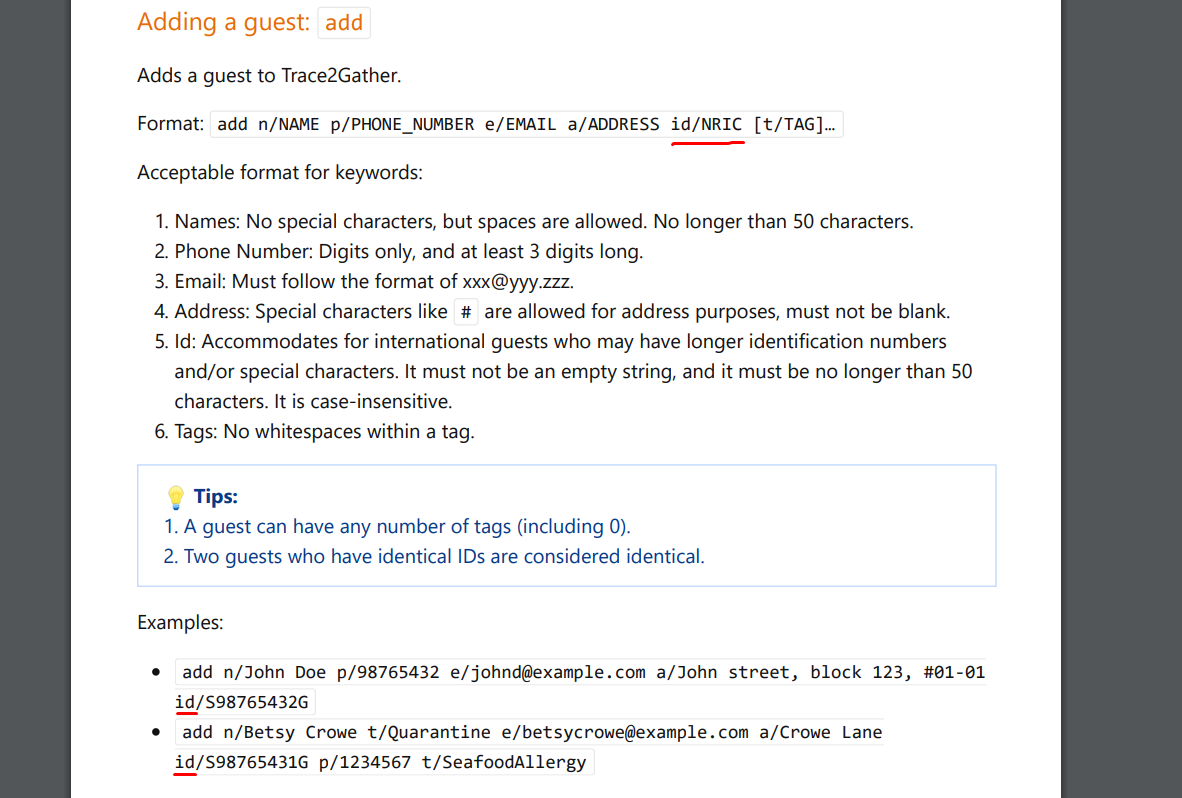 Adding a guest: add
Adds a guest to Trace2Gather.
Format: add n/NAME p/PHONE_NUMBER e/EMAIL a/ADDRESS id/NRIC [t/TAG]…
Acceptable format for keywords:
1. Names: No special characters, but spaces are allowed. No longer than 50 characters.
2. Phone Number: Digits only, and at least 3 digits long.
3. Email: Must follow the format of xxx@yyy.zzz.
4. Address: Special characters like # are allowed for address purposes, must not be blank.
5. Id: Accommodates for international guests who may have longer identification numbers
and/or special characters. It must not be an empty string, and it must be no longer than 50
characters. It is case-insensitive.
6. Tags: No whitespaces within a tag.
💡 Tips:
1. A guest can have any number of tags (including 0).
2. Two guests who have identical IDs are considered identical.
Examples:
• add n/John Doe p/98765432 e/johnd@example.com a/John street, block 123, #01-01
id/S98765432G
• add n/Betsy Crowe t/Quarantine e/betsycrowe@example.com a/Crowe Lane
id/S98765431G p/1234567 t/SeafoodAllergy